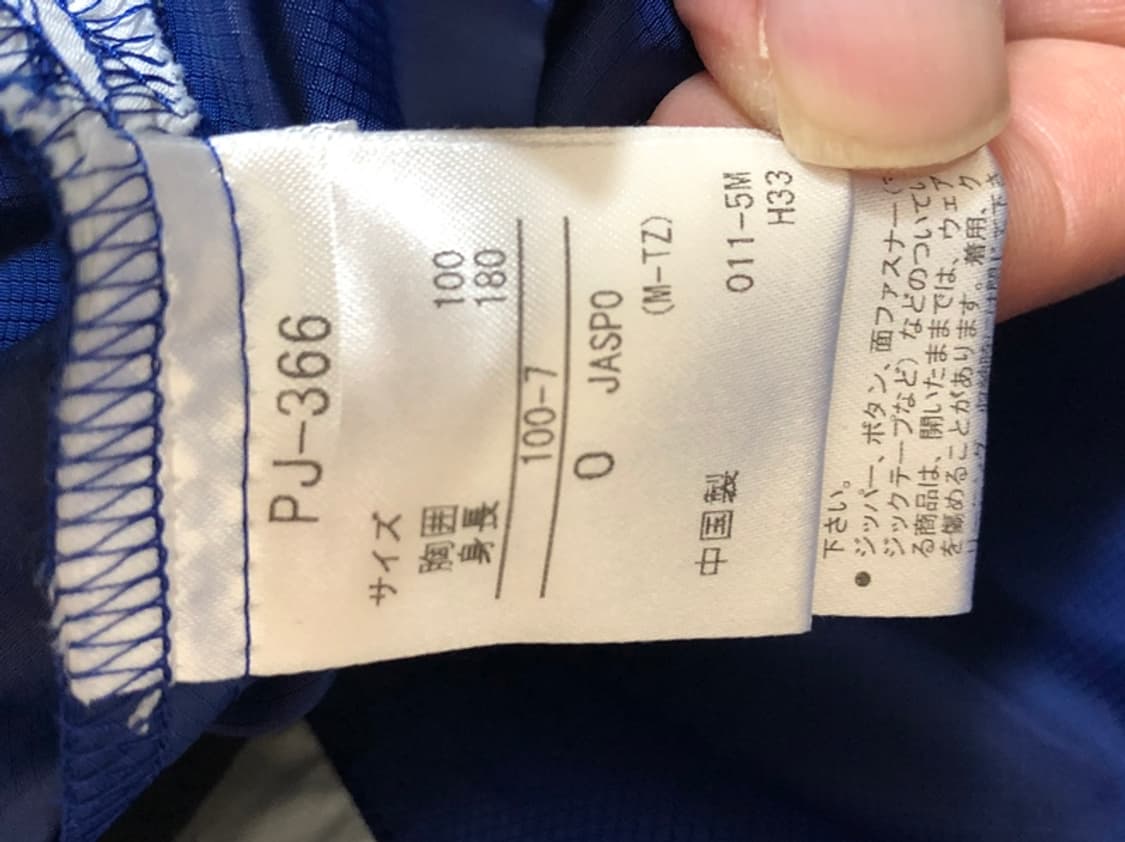 PJ-366
サイズ
胸囲 100
身長 180
100-7
O JASPO
(M-TZ)
中国製 011-5M
H33
下さい。
● ジッパー、ボタン、面ファスナー(マ
ジックテープなど)などのついてい
る商品は、開いたままでは、ウェア
を傷めることがあります。着用、